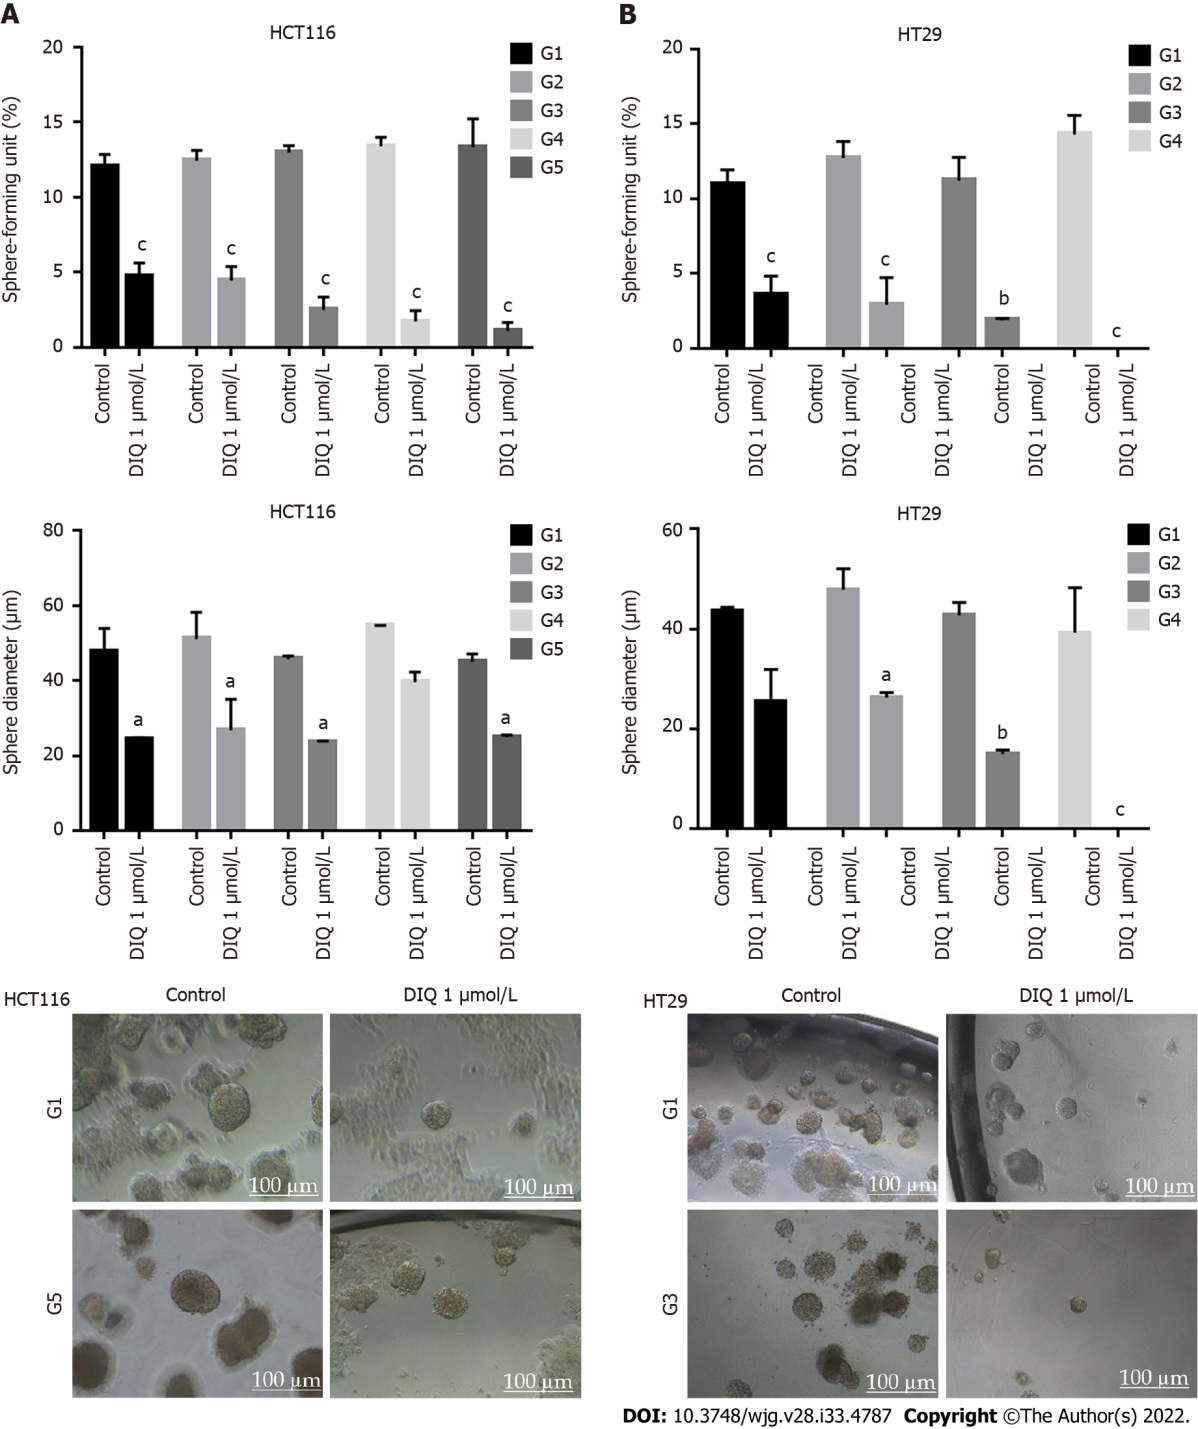 A
HCT116
Sphere-forming unit (%)
20
15
10
5
0
G1
G2
G3
G4
G5
c
c
c
c
c
Control
DIQ 1 µmol/L
Control
DIQ 1 µmol/L
Control
DIQ 1 µmol/L
Control
DIQ 1 µmol/L
Control
DIQ 1 µmol/L
HCT116
Sphere diameter (µm)
80
60
40
20
0
G1
G2
G3
G4
G5
a
a
a
a
Control
DIQ 1 µmol/L
Control
DIQ 1 µmol/L
Control
DIQ 1 µmol/L
Control
DIQ 1 µmol/L
Control
DIQ 1 µmol/L
HCT116
Control
DIQ 1 µmol/L
G1
100 µm
100 µm
G5
100 µm
100 µm
B
HT29
Sphere-forming unit (%)
20
15
10
5
0
G1
G2
G3
G4
c
c
b
c
Control
DIQ 1 µmol/L
Control
DIQ 1 µmol/L
Control
DIQ 1 µmol/L
Control
DIQ 1 µmol/L
HT29
Sphere diameter (µm)
60
40
20
0
G1
G2
G3
G4
a
b
c
Control
DIQ 1 µmol/L
Control
DIQ 1 µmol/L
Control
DIQ 1 µmol/L
Control
DIQ 1 µmol/L
HT29
Control
DIQ 1 µmol/L
G1
100 µm
100 µm
G3
100 µm
100 µm
DOI: 10.3748/wjg.v28.i33.4787 Copyright ©The Author(s) 2022.